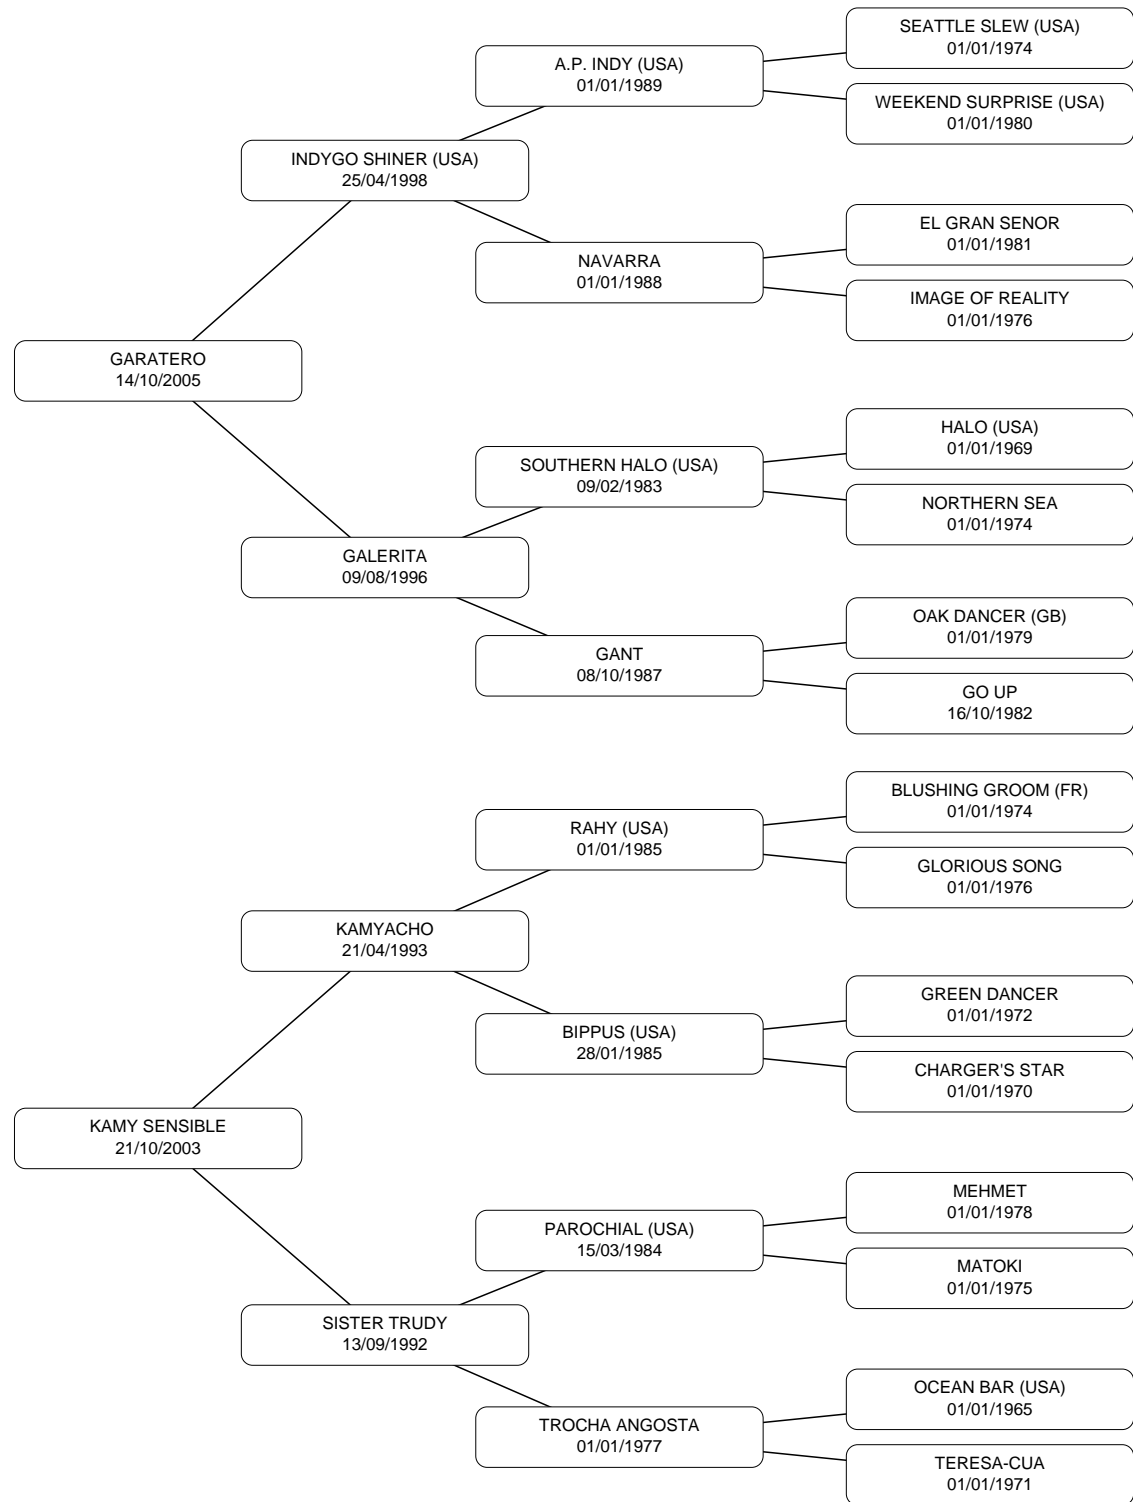 SEATTLE SLEW (USA)
01/01/1974
A.P. INDY (USA)
01/01/1989
WEEKEND SURPRISE (USA)
01/01/1980
INDYGO SHINER (USA)
25/04/1998
EL GRAN SENOR
01/01/1981
NAVARRA
01/01/1988
IMAGE OF REALITY
01/01/1976
GARATERO
14/10/2005
HALO (USA)
01/01/1969
SOUTHERN HALO (USA)
09/02/1983
NORTHERN SEA
01/01/1974
GALERITA
09/08/1996
OAK DANCER (GB)
01/01/1979
GANT
08/10/1987
GO UP
16/10/1982
BLUSHING GROOM (FR)
01/01/1974
RAHY (USA)
01/01/1985
GLORIOUS SONG
01/01/1976
KAMYACHO
21/04/1993
GREEN DANCER
01/01/1972
BIPPUS (USA)
28/01/1985
CHARGER'S STAR
01/01/1970
KAMY SENSIBLE
21/10/2003
MEHMET
01/01/1978
PAROCHIAL (USA)
15/03/1984
MATOKI
01/01/1975
SISTER TRUDY
13/09/1992
OCEAN BAR (USA)
01/01/1965
TROCHA ANGOSTA
01/01/1977
TERESA-CUA
01/01/1971